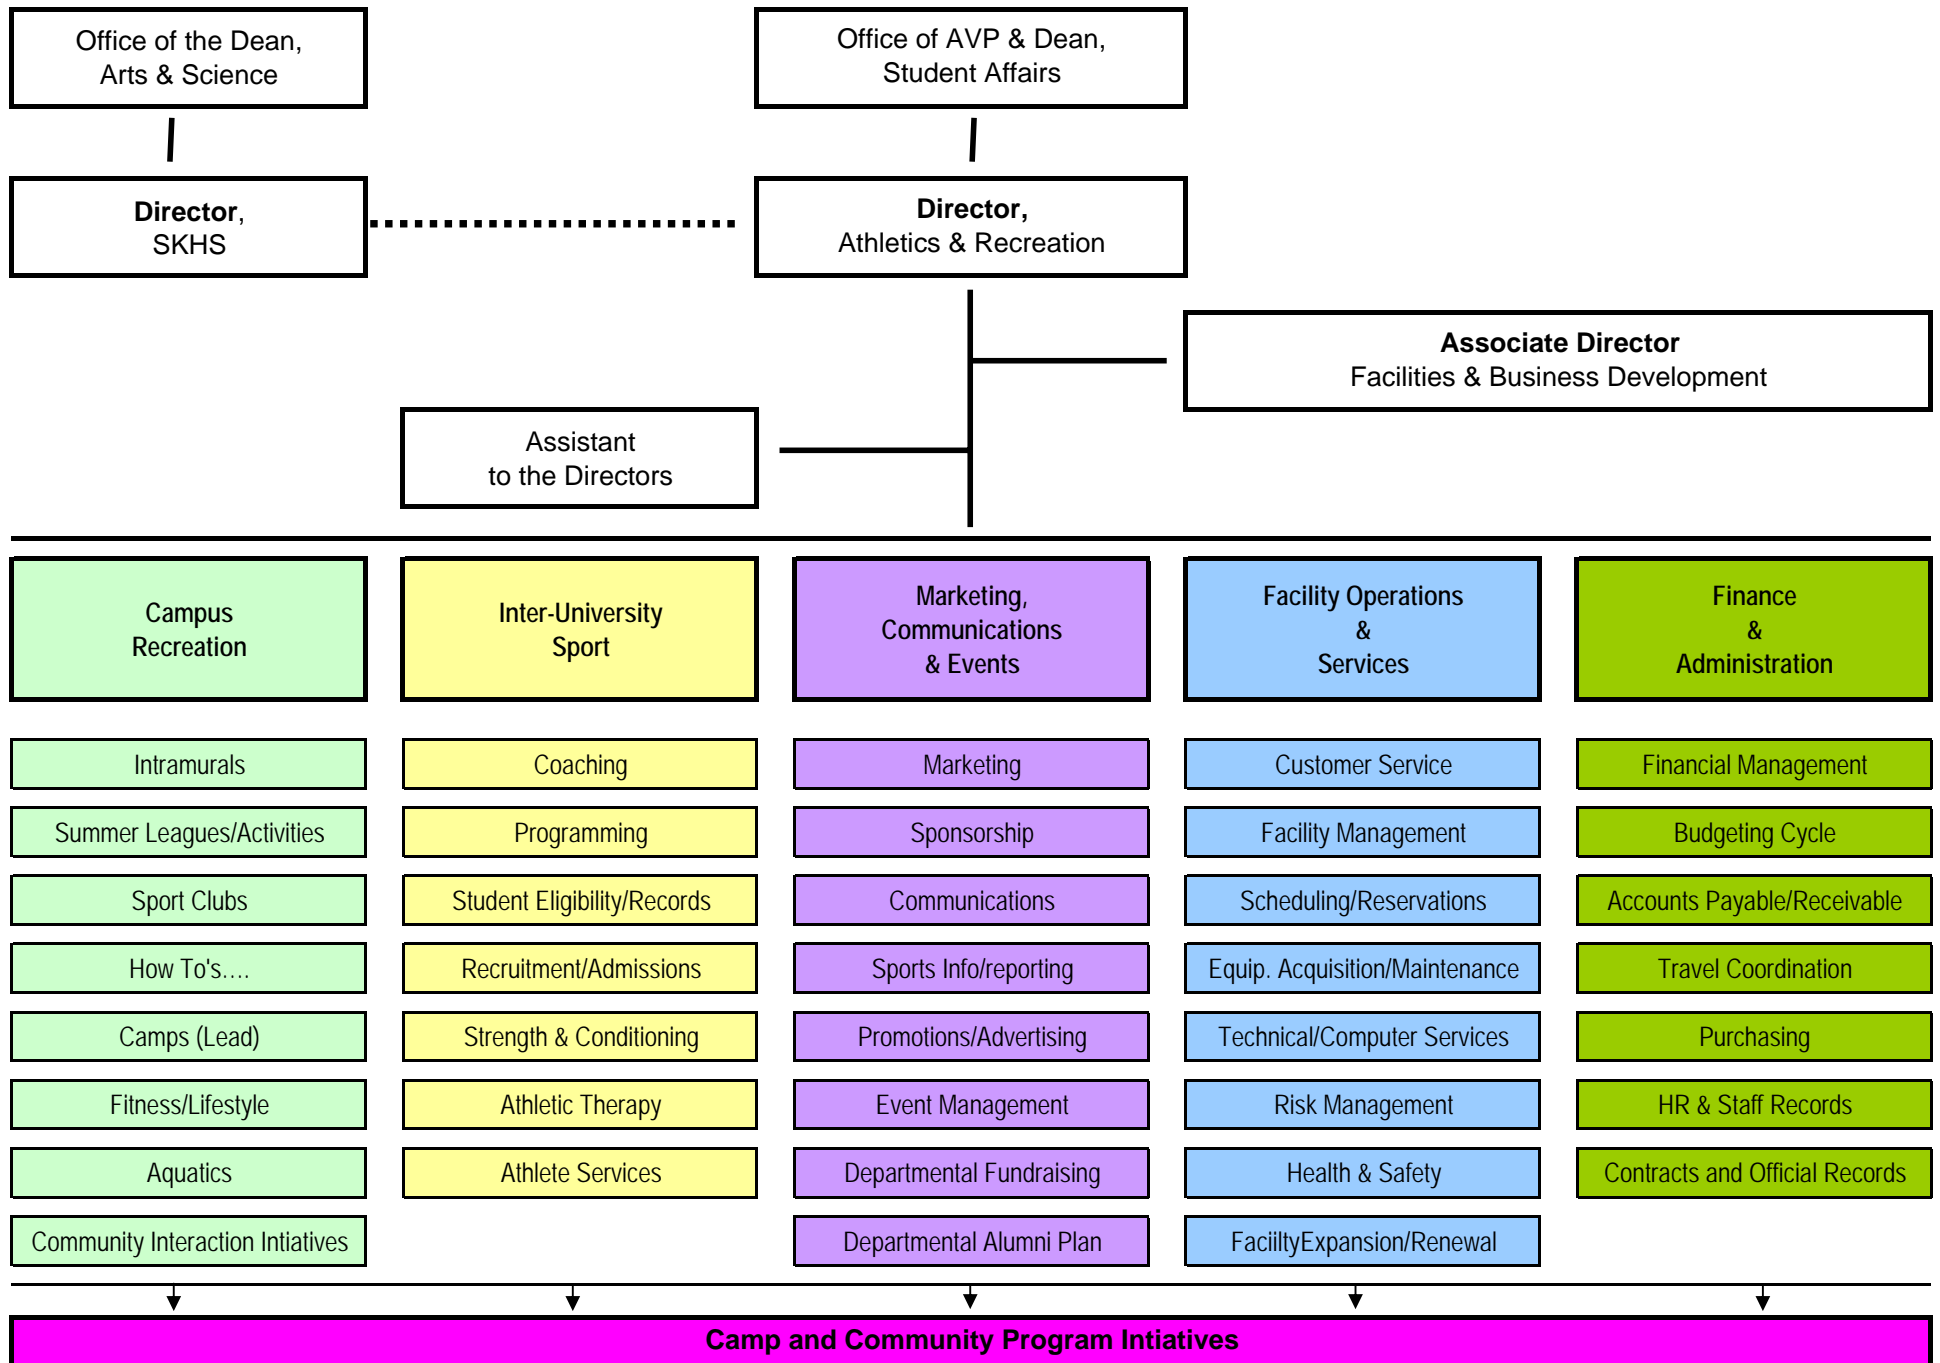 Office of the Dean,
Arts & Science
Office of AVP & Dean,
Student Affairs
Director,
SKHS
Director,
Athletics & Recreation
Associate Director
Facilities & Business Development
Assistant
to the Directors
Campus
Recreation
Inter-University
Sport
Marketing,
Communications
& Events
Facility Operations
&
Services
Finance
&
Administration
Intramurals
Summer Leagues/Activities
Sport Clubs
How To's....
Camps (Lead)
Fitness/Lifestyle
Aquatics
Community Interaction Intiatives
Coaching
Programming
Student Eligibility/Records
Recruitment/Admissions
Strength & Conditioning
Athletic Therapy
Athlete Services
Marketing
Sponsorship
Communications
Sports Info/reporting
Promotions/Advertising
Event Management
Departmental Fundraising
Departmental Alumni Plan
Customer Service
Facility Management
Scheduling/Reservations
Equip. Acquisition/Maintenance
Technical/Computer Services
Risk Management
Health & Safety
FaciiltyExpansion/Renewal
Financial Management
Budgeting Cycle
Accounts Payable/Receivable
Travel Coordination
Purchasing
HR & Staff Records
Contracts and Official Records
Camp and Community Program Intiatives